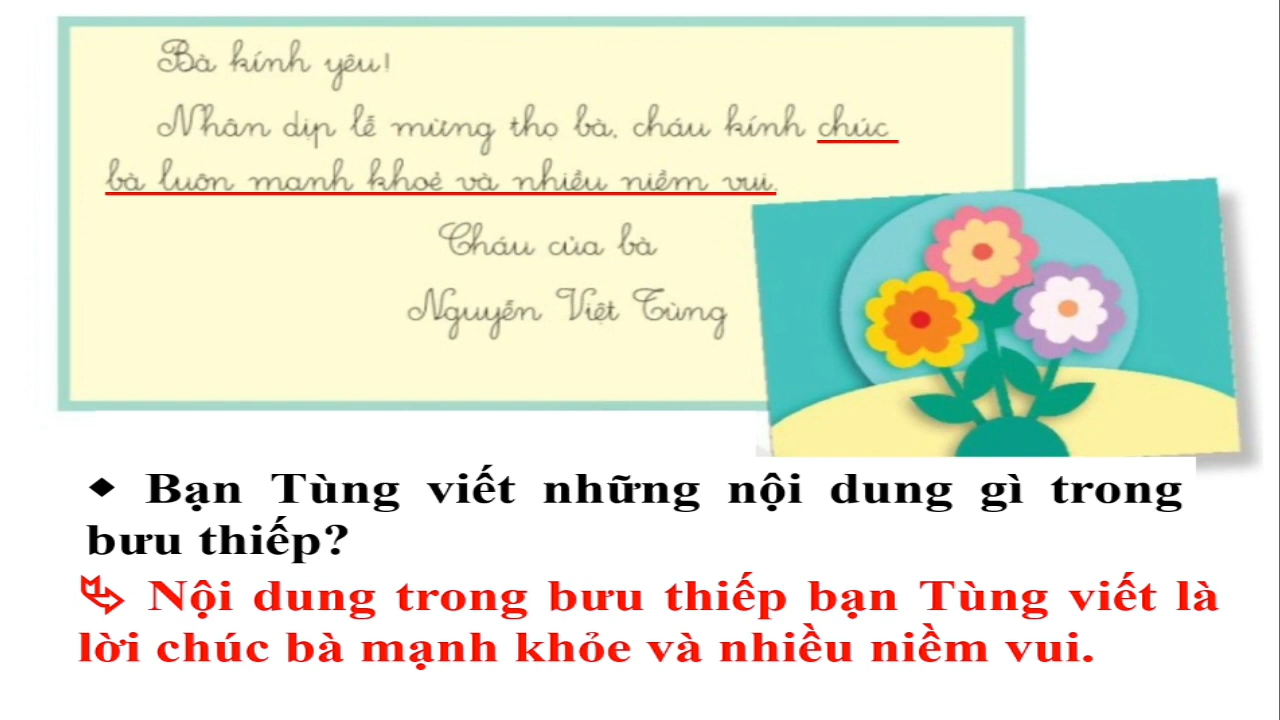 Bà kính yêu!
Nhân dịp lễ mừng thọ bà, cháu kính chúc
bà luôn mạnh khoẻ và nhiều niềm vui.
Cháu của bà
Nguyễn Việt Tùng
◆ Bạn Tùng viết những nội dung gì trong
bưu thiếp?
Nội dung trong bưu thiếp bạn Tùng viết là
lời chúc bà mạnh khỏe và nhiều niềm vui.